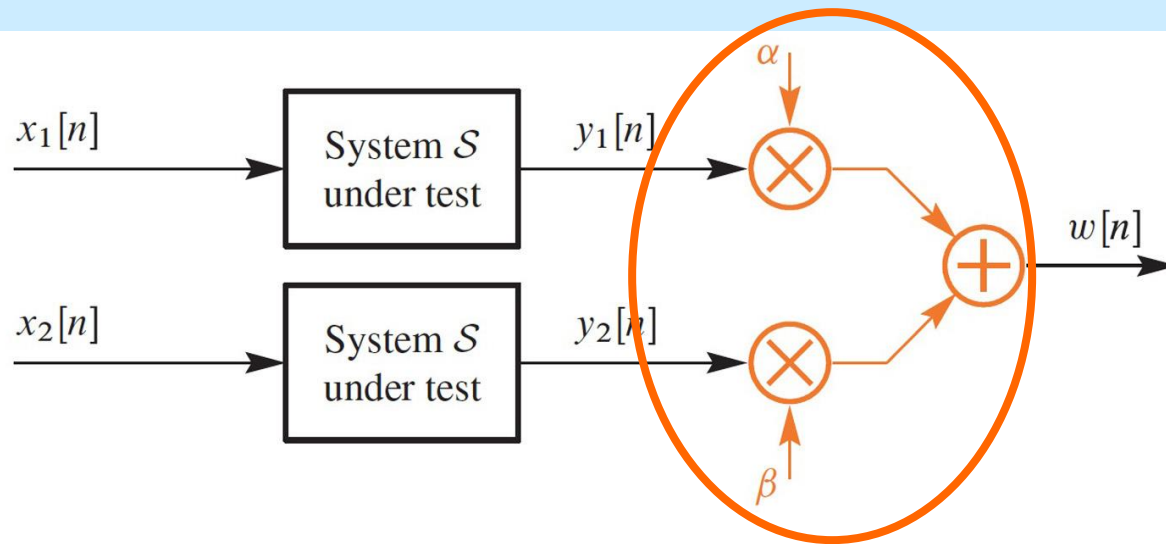 α
x₁[n]
System 𝒮
under test
y₁[n]
w[n]
x₂[n]
System 𝒮
under test
y₂[n]
β